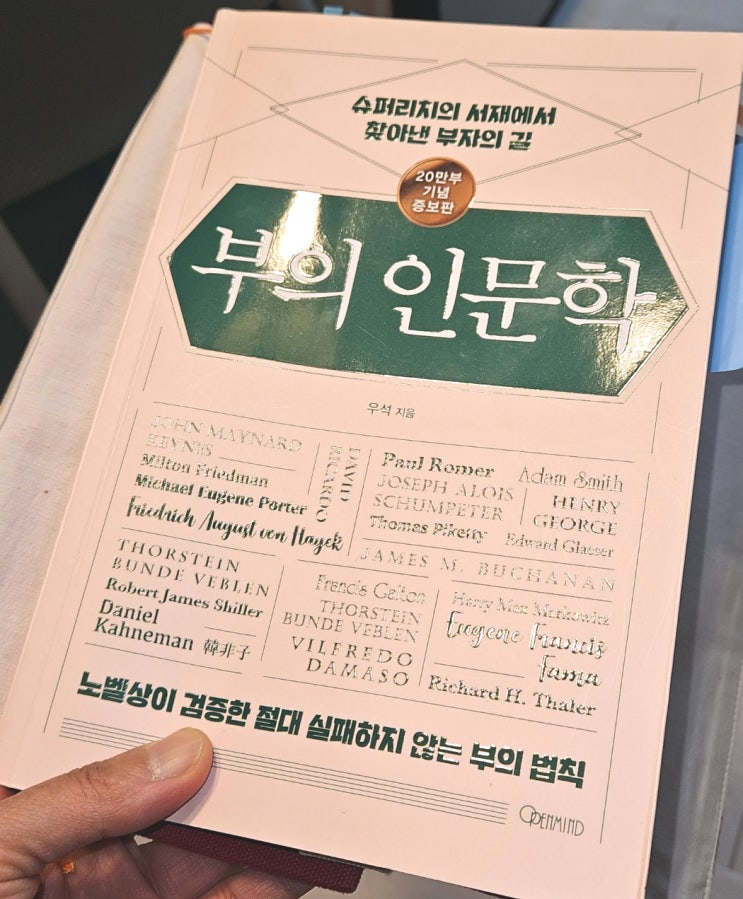 슈퍼리치의 서재에서
찾아낸 부자의 길
20만부
기념
증보판
부의 인문학
우석 지음
JOHN MAYNARD
KEYNES
Milton Friedman
Michael Eugene Porter
Friedrich August von Hayek
DAVID
RICARDO
Paul Romer
JOSEPH ALOIS
SCHUMPETER
Thomas Piketty
Adam Smith
HENRY
GEORGE
Edward Glaeser
JAMES M. BUCHANAN
THORSTEIN
BUNDE VEBLEN
Robert James Shiller
Daniel
Kahneman 韓非子
Francis Galton
THORSTEIN
BUNDE VEBLEN
VILFREDO
DAMASO
Harry Max Markowitz
Eugene Francis
Fama
Richard H. Thaler
노벨상이 검증한 절대 실패하지 않는 부의 법칙
OPENMIND